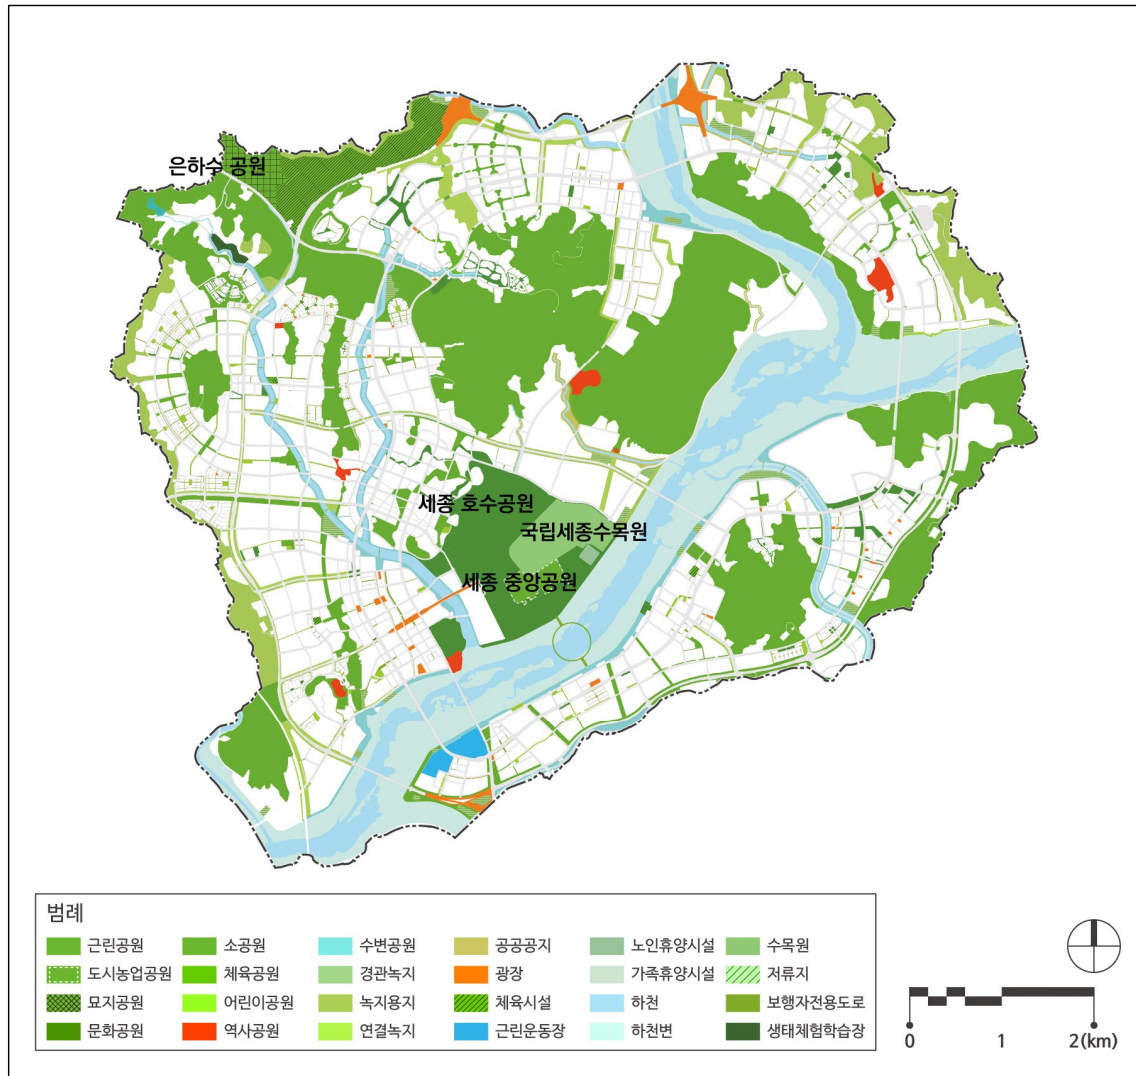 은하수 공원
세종 호수공원
국립세종수목원
세종 중앙공원
범례
근린공원 소공원 수변공원 공공공지 노인휴양시설 수목원
도시농업공원 체육공원 경관녹지 광장 가족휴양시설 저류지
묘지공원 어린이공원 녹지용지 체육시설 하천 보행자전용도로
문화공원 역사공원 연결녹지 근린운동장 하천변 생태체험학습장
0 1 2(km)